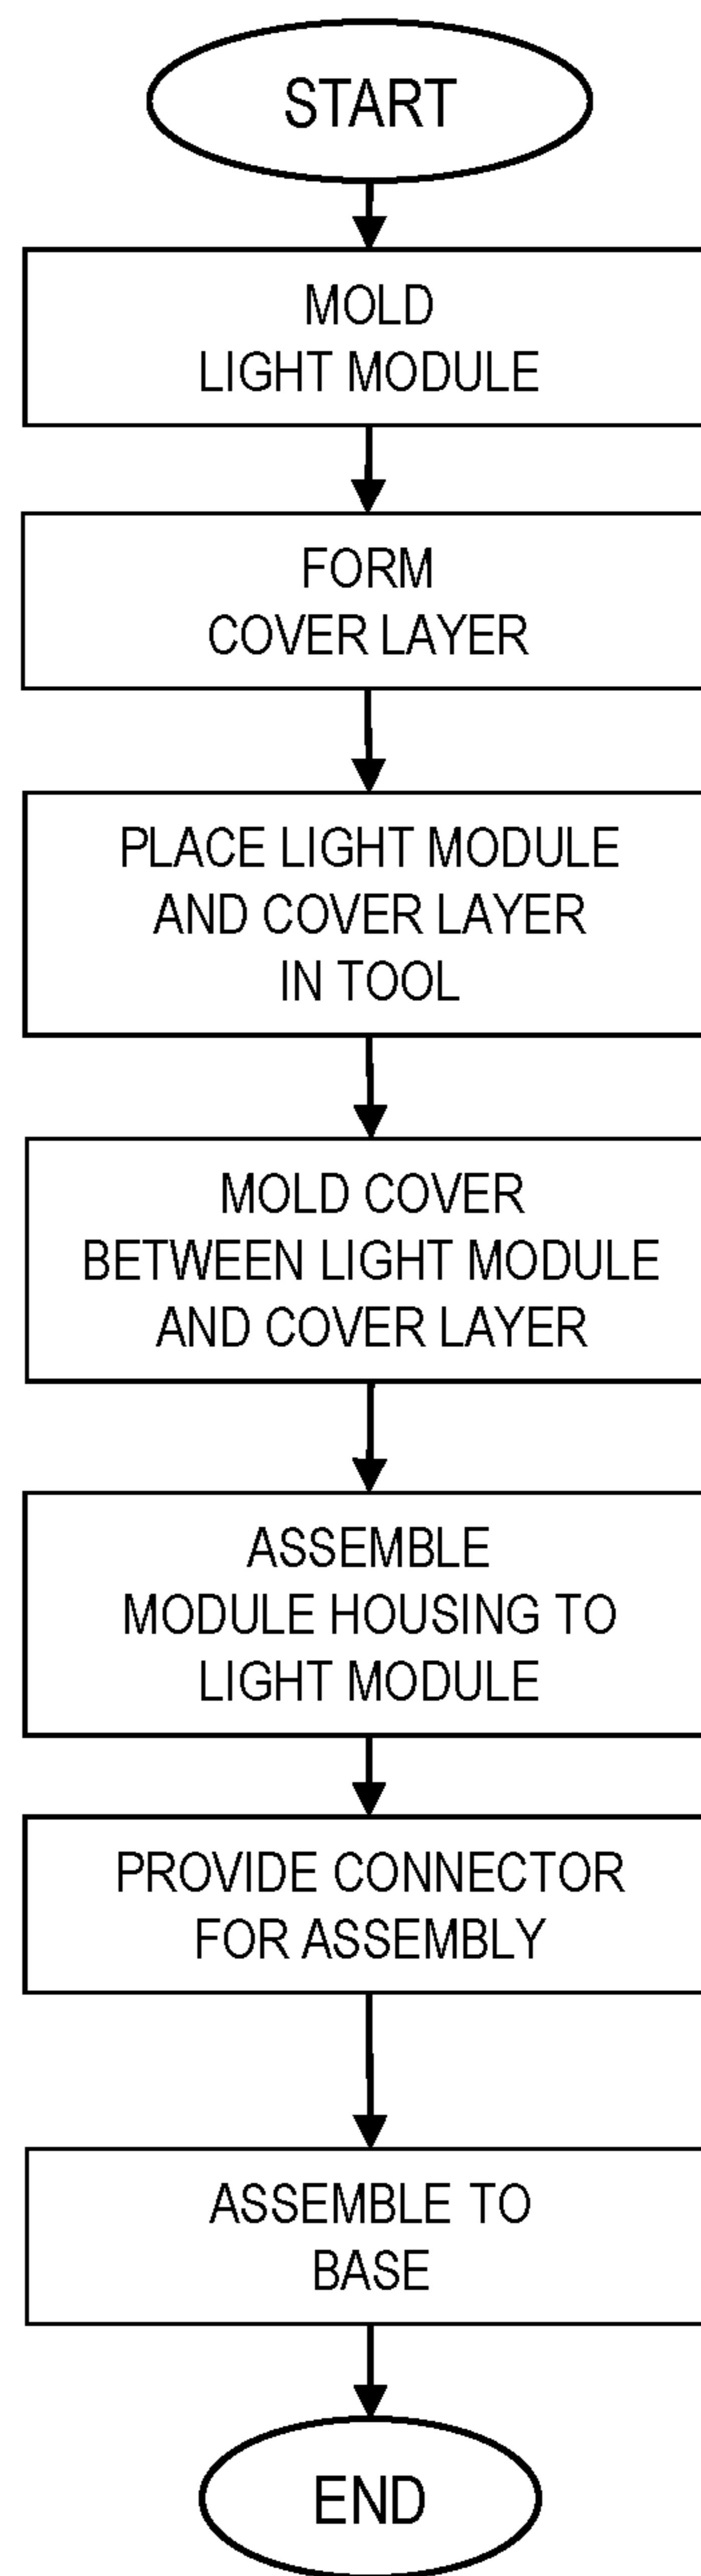 START
MOLD
LIGHT MODULE
FORM
COVER LAYER
PLACE LIGHT MODULE
AND COVER LAYER
IN TOOL
MOLD COVER
BETWEEN LIGHT MODULE
AND COVER LAYER
ASSEMBLE
MODULE HOUSING TO
LIGHT MODULE
PROVIDE CONNECTOR
FOR ASSEMBLY
ASSEMBLE TO
BASE
END